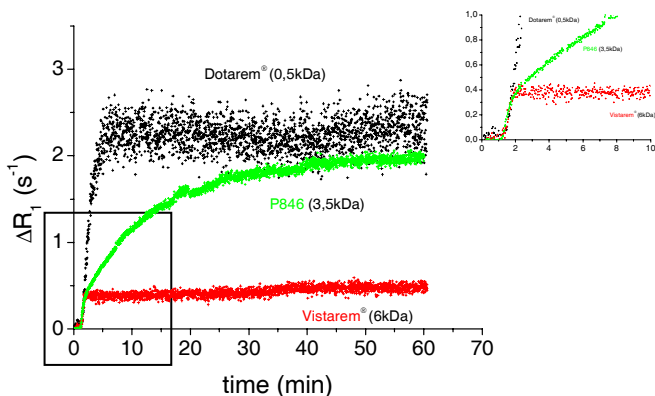 Dotarem® (0,5kDa)
P846 (3,5kDa)
Vistarem® (6kDa)
ΔR1 (s-1)
3
2
1
0
0 10 20 30 40 50 60 70
time (min)
Dotarem® (0,5kDa)
P846 (3,5kDa)
Vistarem® (6kDa)
1,0
0,8
0,6
0,4
0,2
0,0
0 2 4 6 8 10